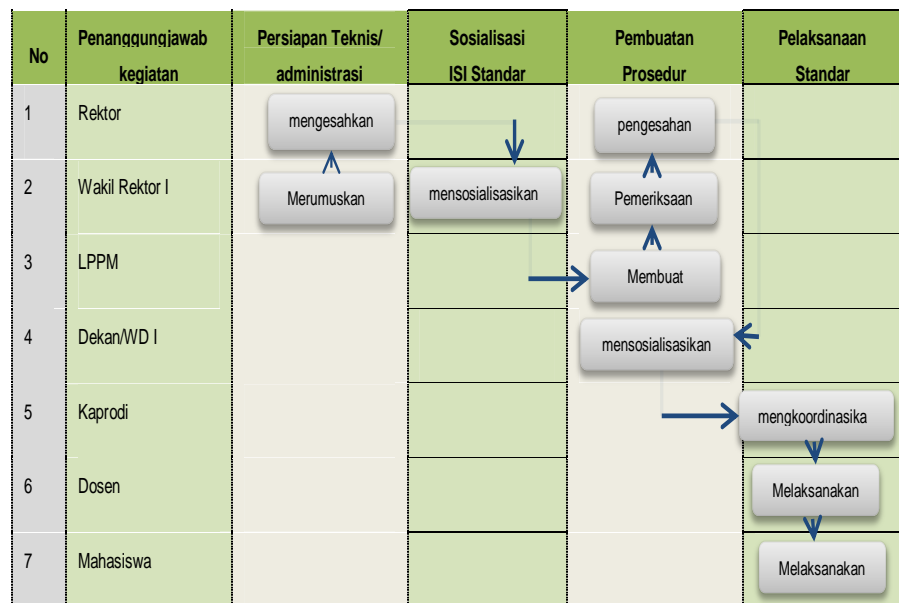 No
Penanggungjawab
kegiatan
Persiapan Teknis/
administrasi
Sosialisasi
ISI Standar
Pembuatan
Prosedur
Pelaksanaan
Standar
1
Rektor
mengesahkan
pengesahan
2
Wakil Rektor I
Merumuskan
mensosialisasikan
Pemeriksaan
3
LPPM
Membuat
4
Dekan/WD I
mensosialisasikan
5
Kaprodi
mengkoordinasika
6
Dosen
Melaksanakan
7
Mahasiswa
Melaksanakan